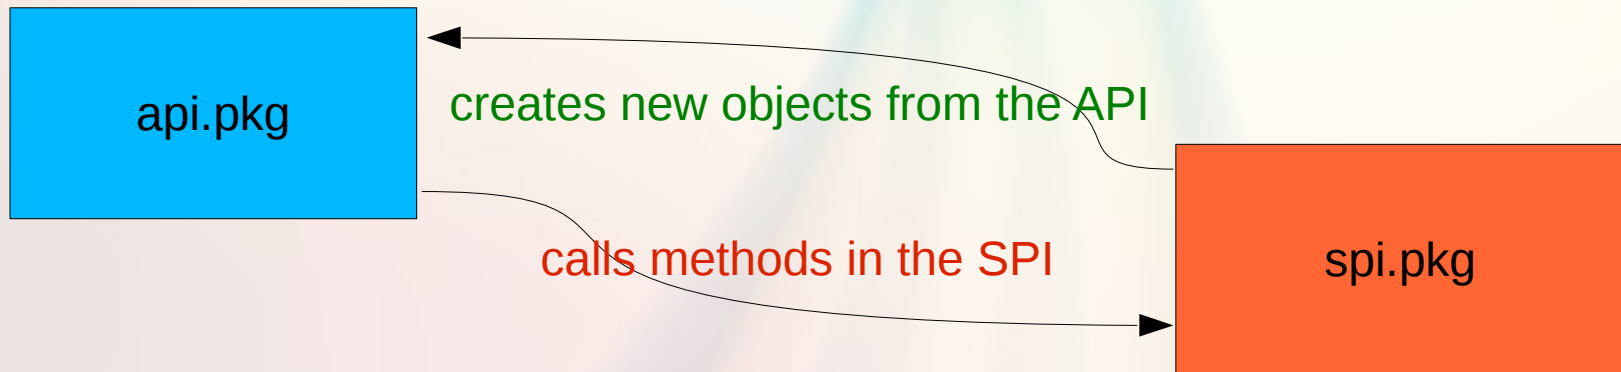 api.pkg
creates new objects from the API
calls methods in the SPI
spi.pkg